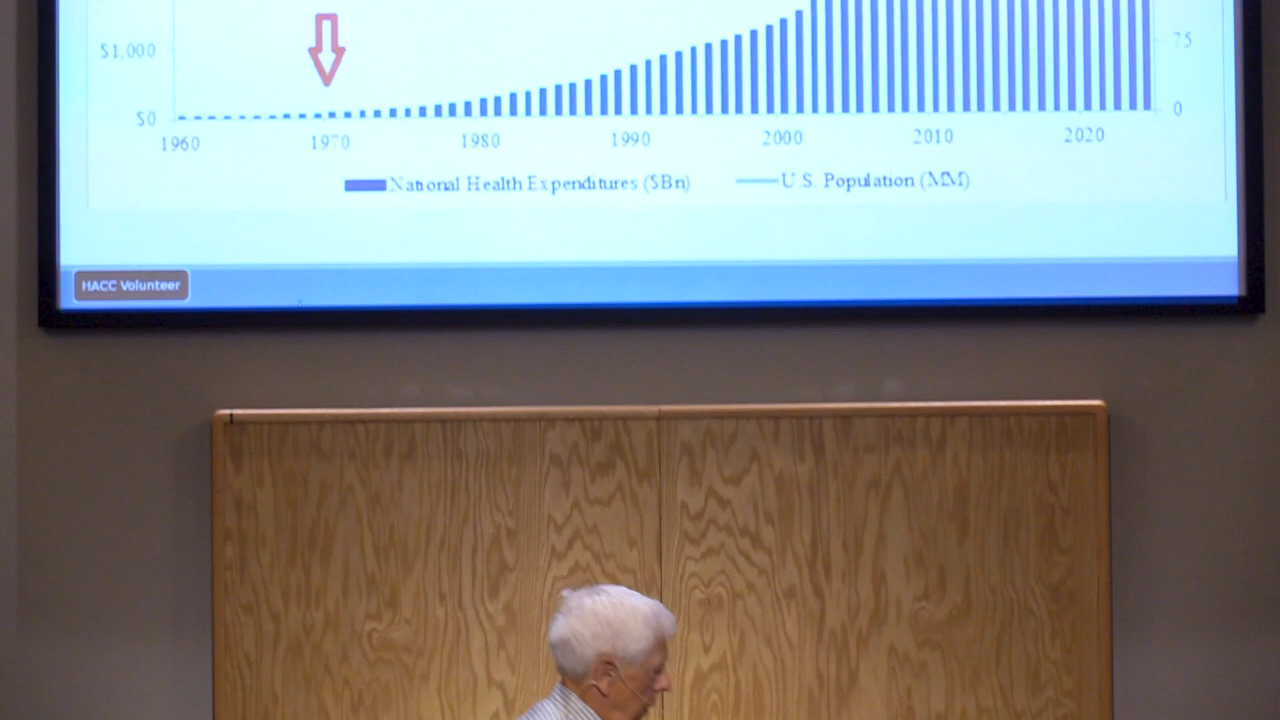 $1,000
75
$0
0
1960 1970 1980 1990 2000 2010 2020
National Health Expenditures ($Bn) U.S. Population (MM)
HACC Volunteer